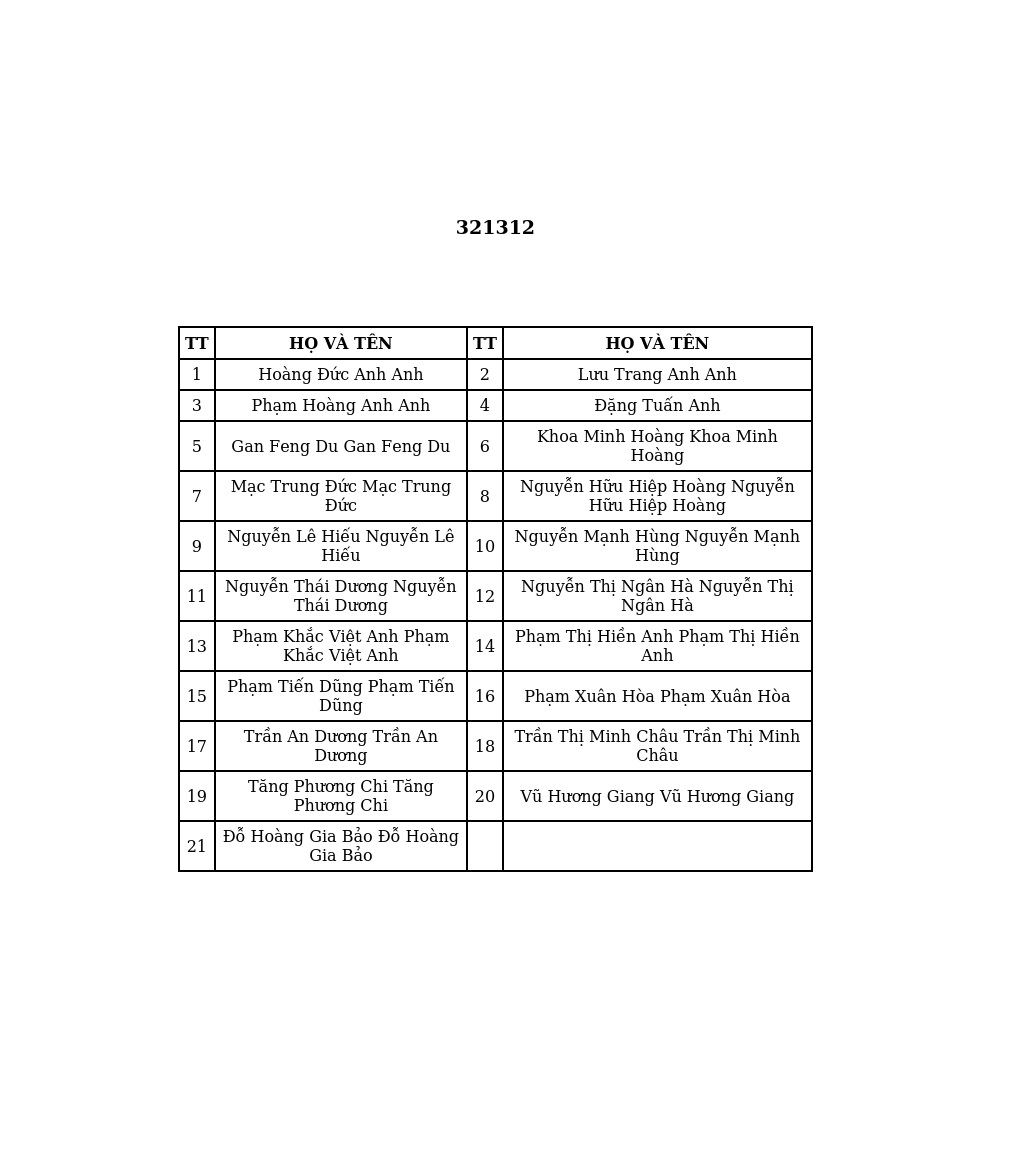 321312
TT HỌ VÀ TÊN TT HỌ VÀ TÊN
1 Hoàng Đức Anh Anh 2 Lưu Trang Anh Anh
3 Phạm Hoàng Anh Anh 4 Đặng Tuấn Anh
5 Gan Feng Du Gan Feng Du 6 Khoa Minh Hoàng Khoa Minh
Hoàng
7 Mạc Trung Đức Mạc Trung
Đức
8 Nguyễn Hữu Hiệp Hoàng Nguyễn
Hữu Hiệp Hoàng
9 Nguyễn Lê Hiếu Nguyễn Lê
Hiếu
10 Nguyễn Mạnh Hùng Nguyễn Mạnh
Hùng
11 Nguyễn Thái Dương Nguyễn
Thái Dương
12 Nguyễn Thị Ngân Hà Nguyễn Thị
Ngân Hà
13 Phạm Khắc Việt Anh Phạm
Khắc Việt Anh
14 Phạm Thị Hiền Anh Phạm Thị Hiền
Anh
15 Phạm Tiến Dũng Phạm Tiến
Dũng
16 Phạm Xuân Hòa Phạm Xuân Hòa
17 Trần An Dương Trần An
Dương
18 Trần Thị Minh Châu Trần Thị Minh
Châu
19 Tăng Phương Chi Tăng
Phương Chi
20 Vũ Hương Giang Vũ Hương Giang
21 Đỗ Hoàng Gia Bảo Đỗ Hoàng
Gia Bảo